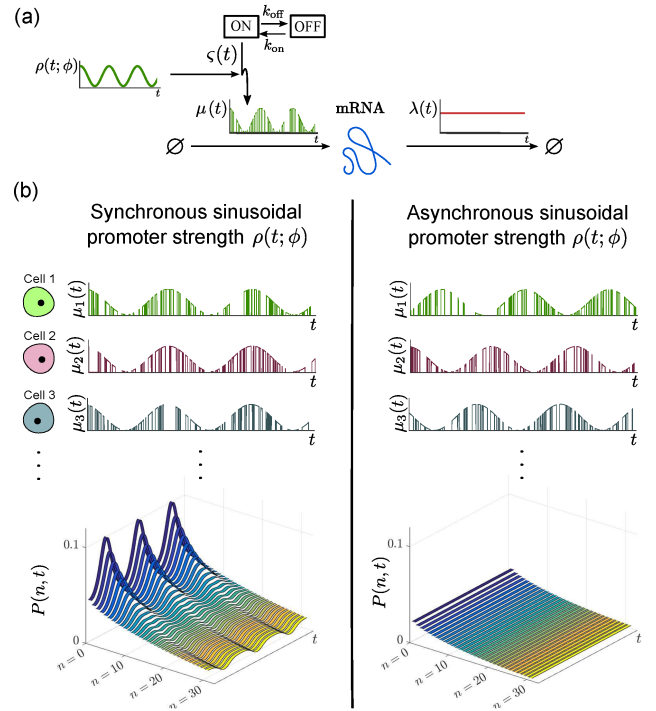 (a)
ON
k_off
k_on
OFF
ς(t)
ρ(t;ϕ)
t
μ(t)
t
mRNA
λ(t)
t
∅
∅
(b)
Synchronous sinusoidal
promoter strength ρ(t;ϕ)
Asynchronous sinusoidal
promoter strength ρ(t;ϕ)
Cell 1
μ₁(t)
t
μ₁(t)
t
Cell 2
μ₂(t)
t
μ₂(t)
t
Cell 3
μ₃(t)
t
μ₃(t)
t
0.1
P(n,t)
0
n = 0
n = 10
n = 20
n = 30
t
0.1
P(n,t)
0
n = 0
n = 10
n = 20
n = 30
t